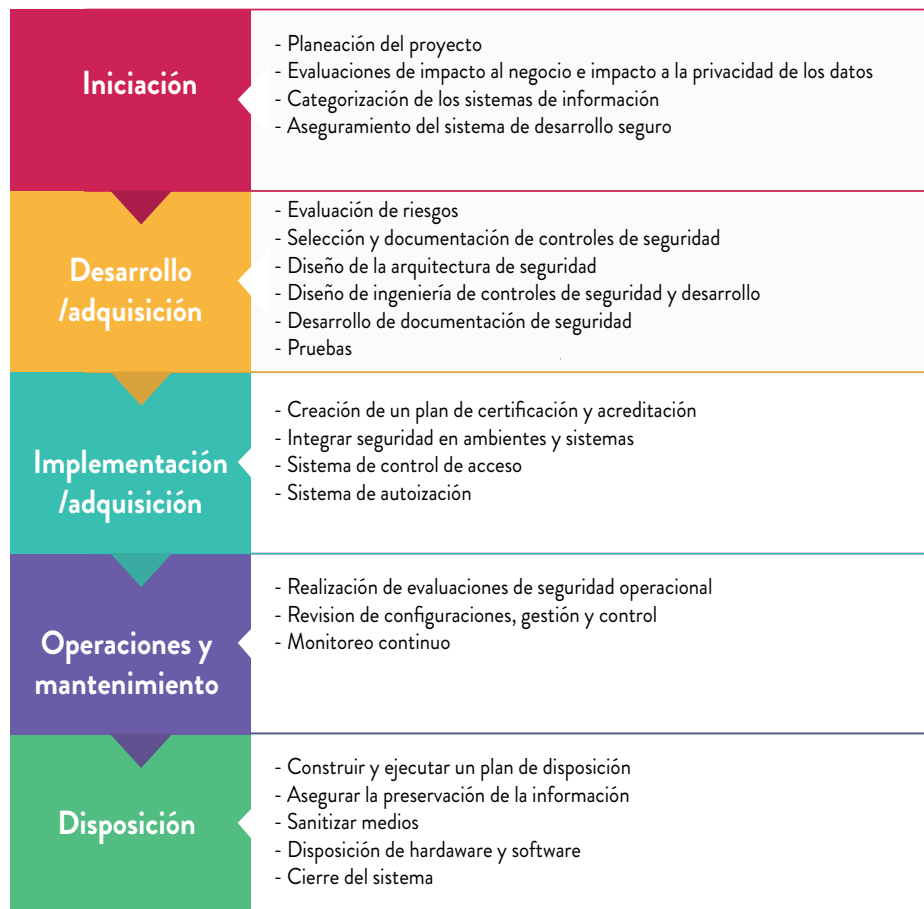 Iniciación
- Planeación del proyecto
- Evaluaciones de impacto al negocio e impacto a la privacidad de los datos
- Categorización de los sistemas de información
- Aseguramiento del sistema de desarrollo seguro
Desarrollo
/adquisición
- Evaluación de riesgos
- Selección y documentación de controles de seguridad
- Diseño de la arquitectura de seguridad
- Diseño de ingeniería de controles de seguridad y desarrollo
- Desarrollo de documentación de seguridad
- Pruebas
Implementación
/adquisición
- Creación de un plan de certificación y acreditación
- Integrar seguridad en ambientes y sistemas
- Sistema de control de acceso
- Sistema de autoización
Operaciones y
mantenimiento
- Realización de evaluaciones de seguridad operacional
- Revision de configuraciones, gestión y control
- Monitoreo continuo
Disposición
- Construir y ejecutar un plan de disposición
- Asegurar la preservación de la información
- Sanitizar medios
- Disposición de hardaware y software
- Cierre del sistema